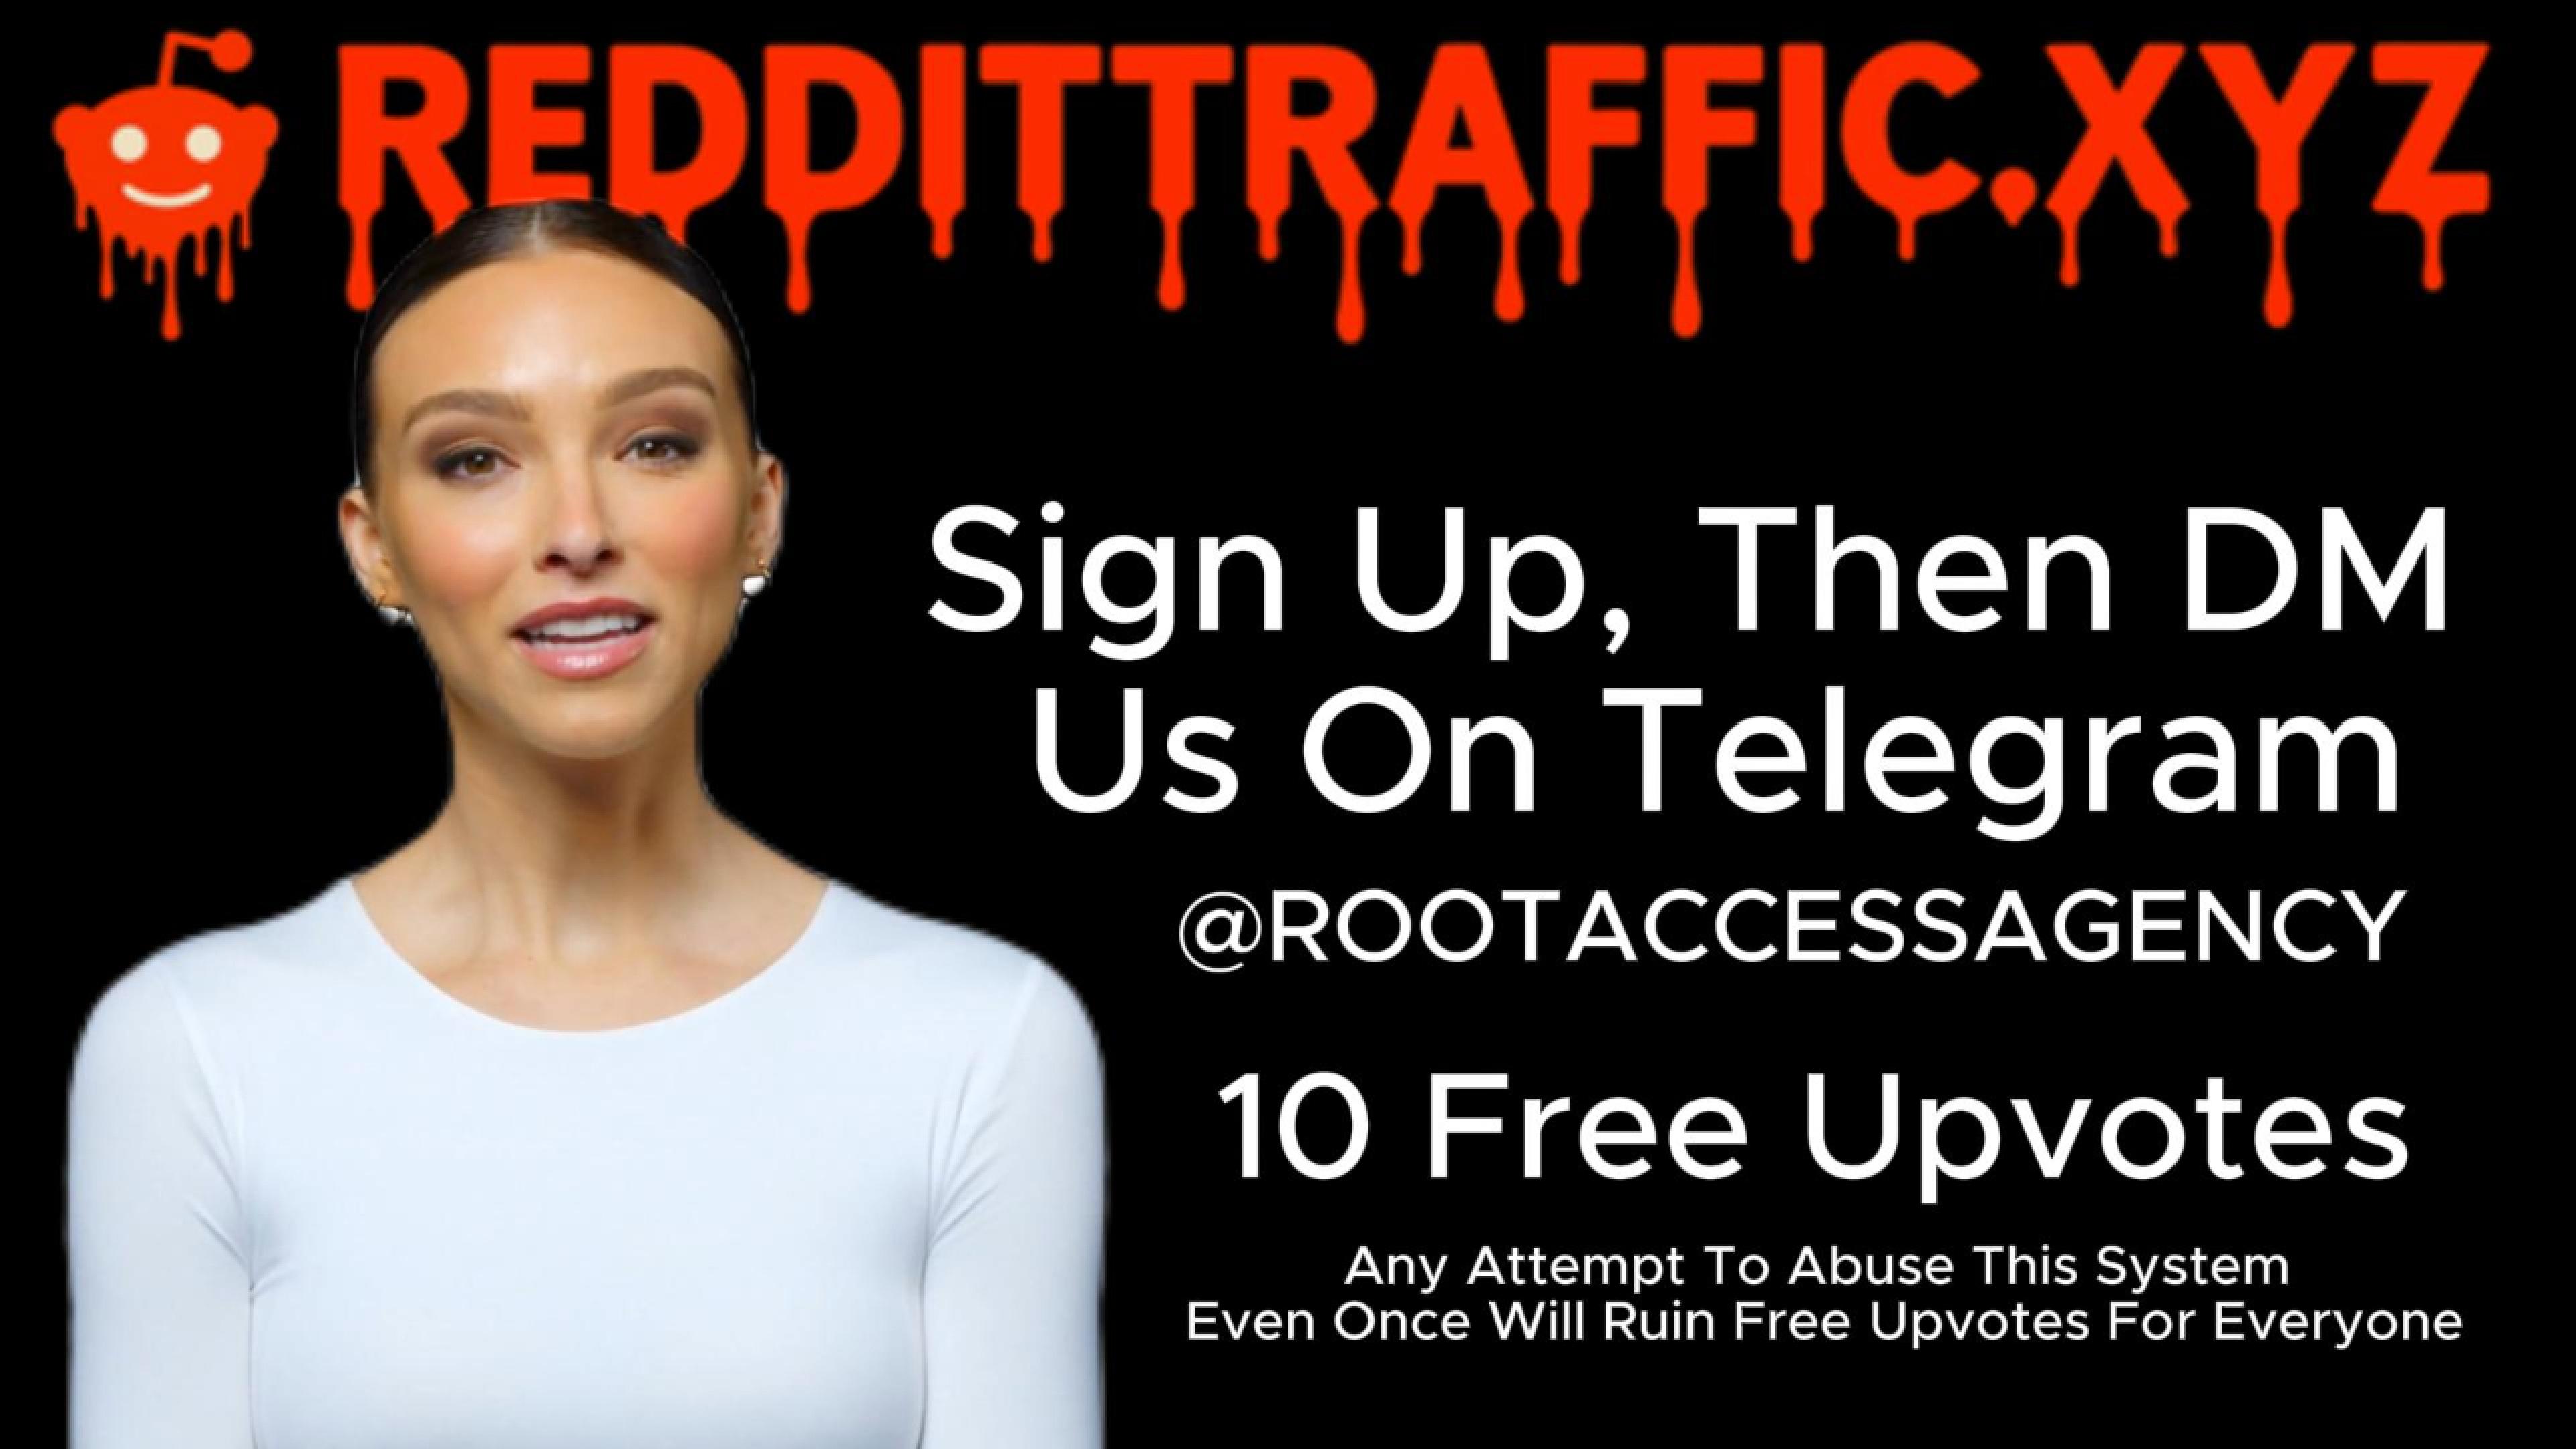 REDDITTRAFFIC.XYZ
Sign Up, Then DM
Us On Telegram
@ROOTACCESSAGENCY
10 Free Upvotes
Any Attempt To Abuse This System
Even Once Will Ruin Free Upvotes For Everyone